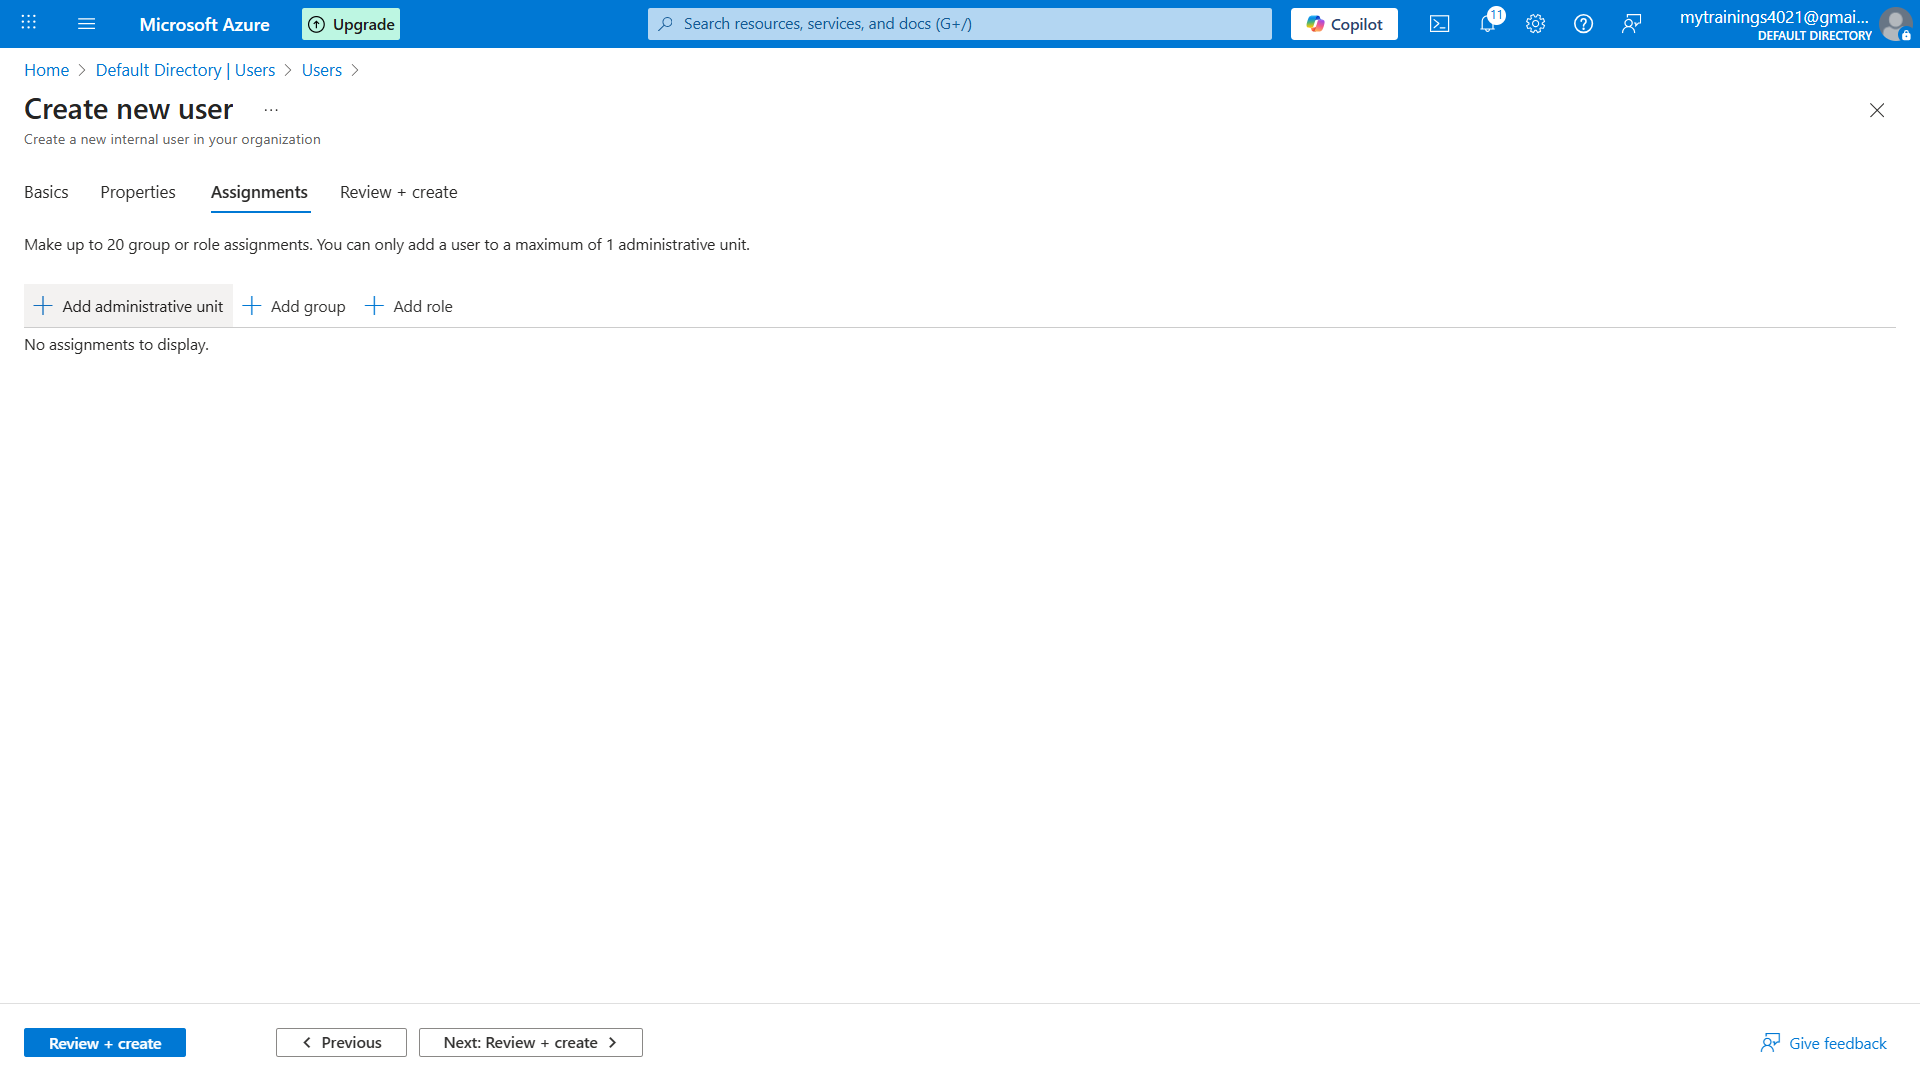 Microsoft Azure
Upgrade
Search resources, services, and docs (G+/)
Copilot
11
mytrainings4021@gmai...
DEFAULT DIRECTORY
Home > Default Directory | Users > Users >
Create new user ...
Create a new internal user in your organization
Basics Properties Assignments Review + create
Make up to 20 group or role assignments. You can only add a user to a maximum of 1 administrative unit.
Add administrative unit Add group Add role
No assignments to display.
Review + create Previous Next: Review + create Give feedback